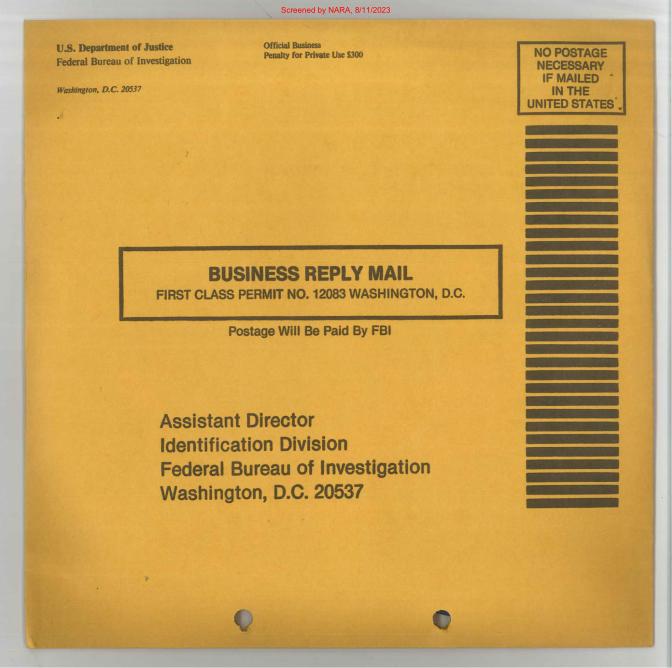 Screened by NARA, 8/11/2023
U.S. Department of Justice
Federal Bureau of Investigation
Washington, D.C. 20537
Official Business
Penalty for Private Use $300
NO POSTAGE
NECESSARY
IF MAILED
IN THE
UNITED STATES
BUSINESS REPLY MAIL
FIRST CLASS PERMIT NO. 12083 WASHINGTON, D.C.
Postage Will Be Paid By FBI
Assistant Director
Identification Division
Federal Bureau of Investigation
Washington, D.C. 20537